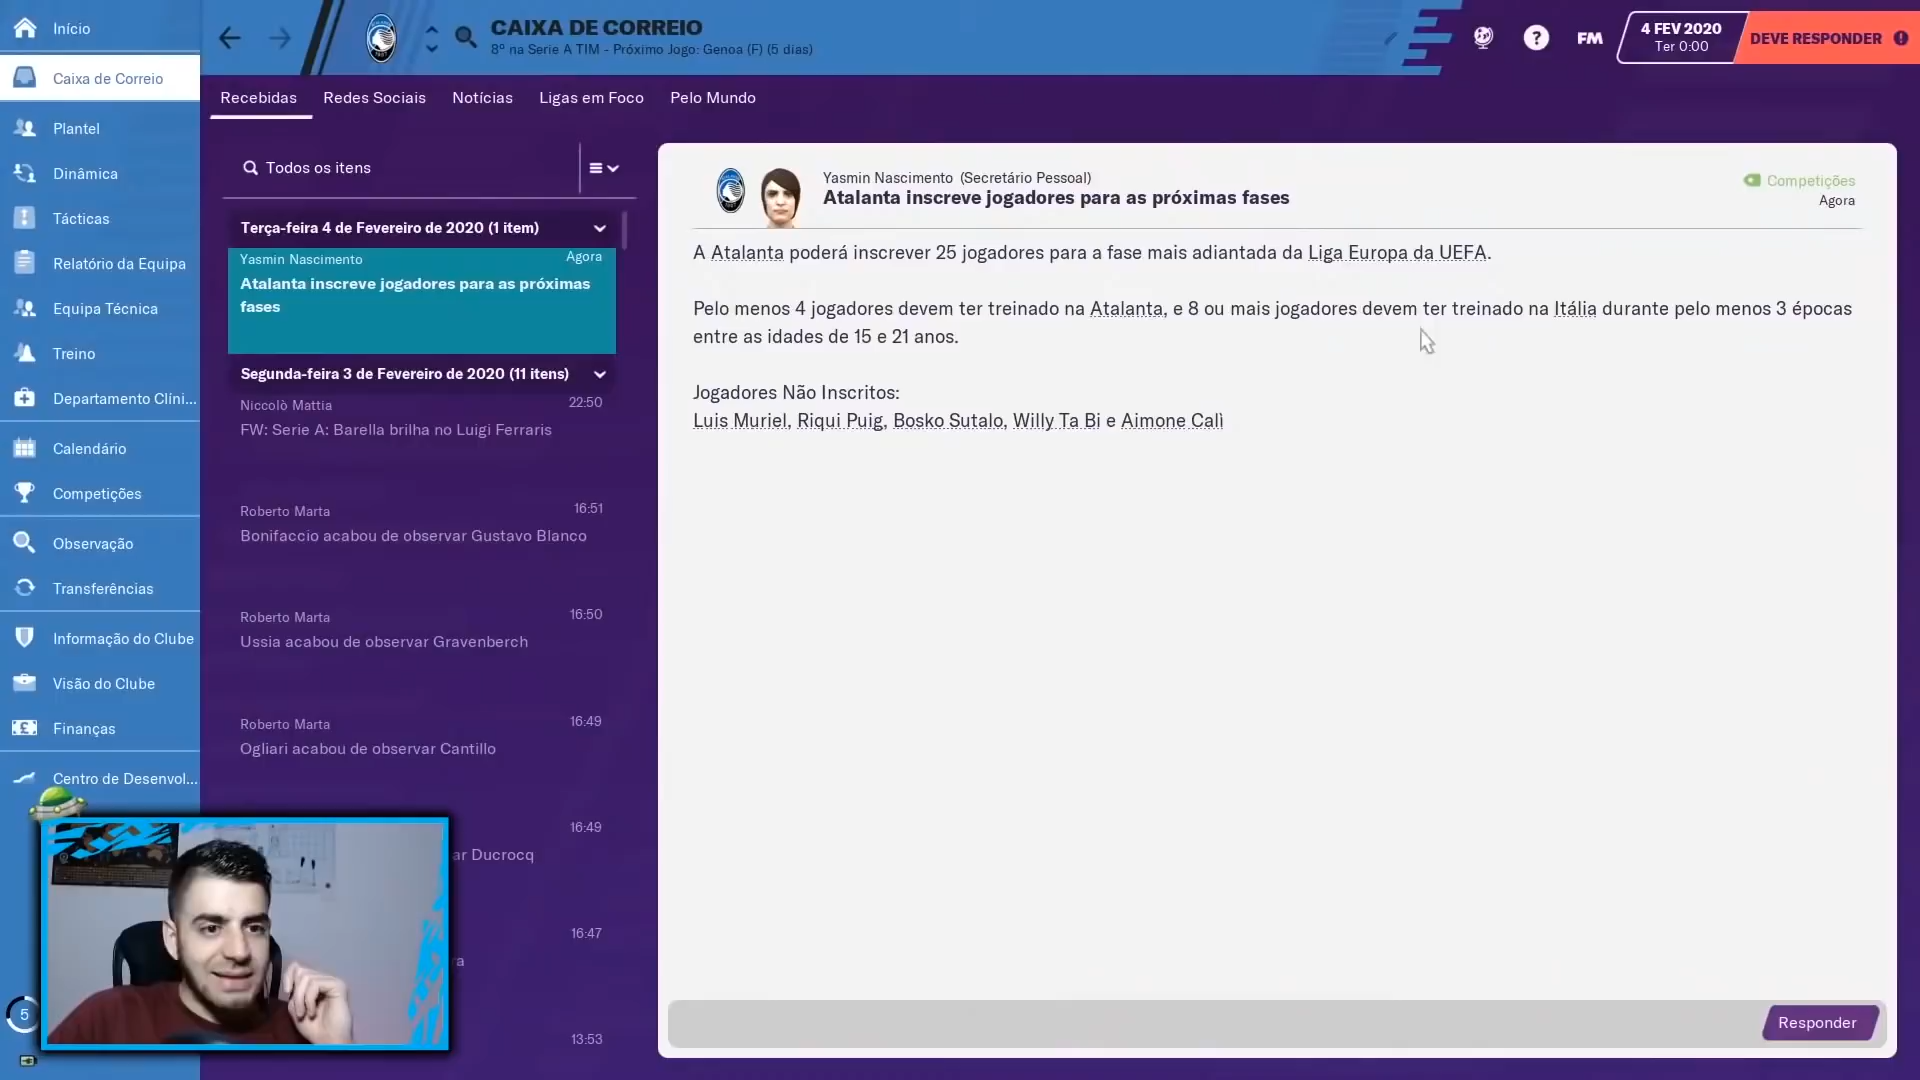 Início
Caixa de Correio
Plantel
Dinâmica
Tácticas
Relatório da Equipa
Equipa Técnica
Treino
Departamento Clíni...
Calendário
Competições
Observação
Transferências
Informação do Clube
Visão do Clube
Finanças
Centro de Desenvol...
5
CAIXA DE CORREIO
8º na Serie A TIM - Próximo Jogo: Genoa (F) (5 dias)
?
FM
4 FEV 2020
Ter 0:00
DEVE RESPONDER
Recebidas
Redes Sociais
Notícias
Ligas em Foco
Pelo Mundo
Todos os itens
Terça-feira 4 de Fevereiro de 2020 (1 item)
Yasmin Nascimento
Agora
Atalanta inscreve jogadores para as próximas
fases
Segunda-feira 3 de Fevereiro de 2020 (11 itens)
Niccolò Mattia
22:50
FW: Serie A: Barella brilha no Luigi Ferraris
Roberto Marta
16:51
Bonifaccio acabou de observar Gustavo Blanco
Roberto Marta
16:50
Ussia acabou de observar Gravenberch
Roberto Marta
16:49
Ogliari acabou de observar Cantillo
16:49
ar Ducrocq
16:47
ra
13:53
Yasmin Nascimento (Secretário Pessoal)
Atalanta inscreve jogadores para as próximas fases
Competições
Agora
A Atalanta poderá inscrever 25 jogadores para a fase mais adiantada da Liga Europa da UEFA.
Pelo menos 4 jogadores devem ter treinado na Atalanta, e 8 ou mais jogadores devem ter treinado na Itália durante pelo menos 3 épocas
entre as idades de 15 e 21 anos.
Jogadores Não Inscritos:
Luis Muriel, Riqui Puig, Bosko Sutalo, Willy Ta Bi e Aimone Calì
Responder